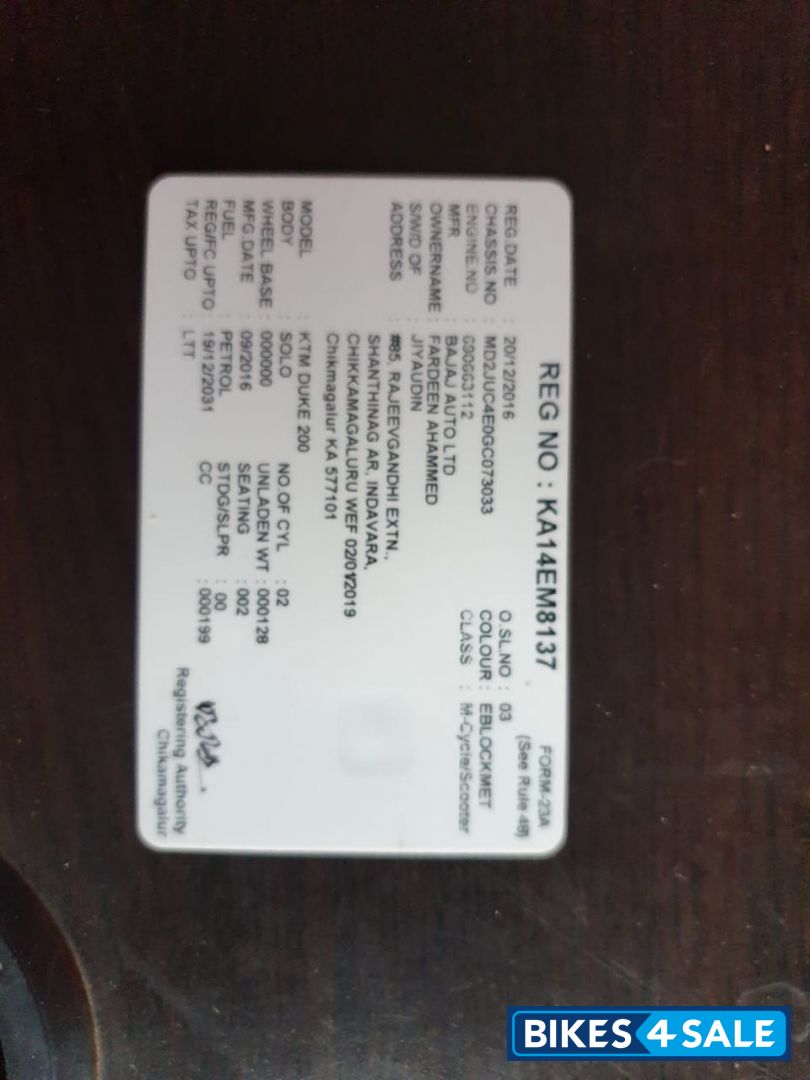 FORM-23A
(See Rule 48)
REG NO : KA14EM8137
REG.DATE : 20/12/2016 O.SL.NO : 03
CHASSIS.NO : MD2JUC4E0GC073033 COLOUR : EBLOCKMET
ENGINE.NO : CLASS : M-Cycle/Scooter
MFR : BAJAJ AUTO LTD
OWNERNAME : FARDEEN AHAMMED
S/W/D OF : JIYAUDIN
ADDRESS : #85, RAJEEVGANDHI EXTN.,
SHANTHINAG AR, INDAVARA,
CHIKKAMAGALURU WEF 02/01/2019
Chikmagalur KA 577101
MODEL : KTM DUKE 200
BODY : SOLO NO.OF CYL : 02
WHEEL BASE : 000000 UNLADEN WT : 000128
MFG DATE : 09/2016 SEATING : 002
FUEL : PETROL STDG/SLPR : 00
REG/FC UPTO : 19/12/2031 CC : 000199
TAX UPTO : LTT
Registering Authority
Chikamagalur
BIKES4SALE